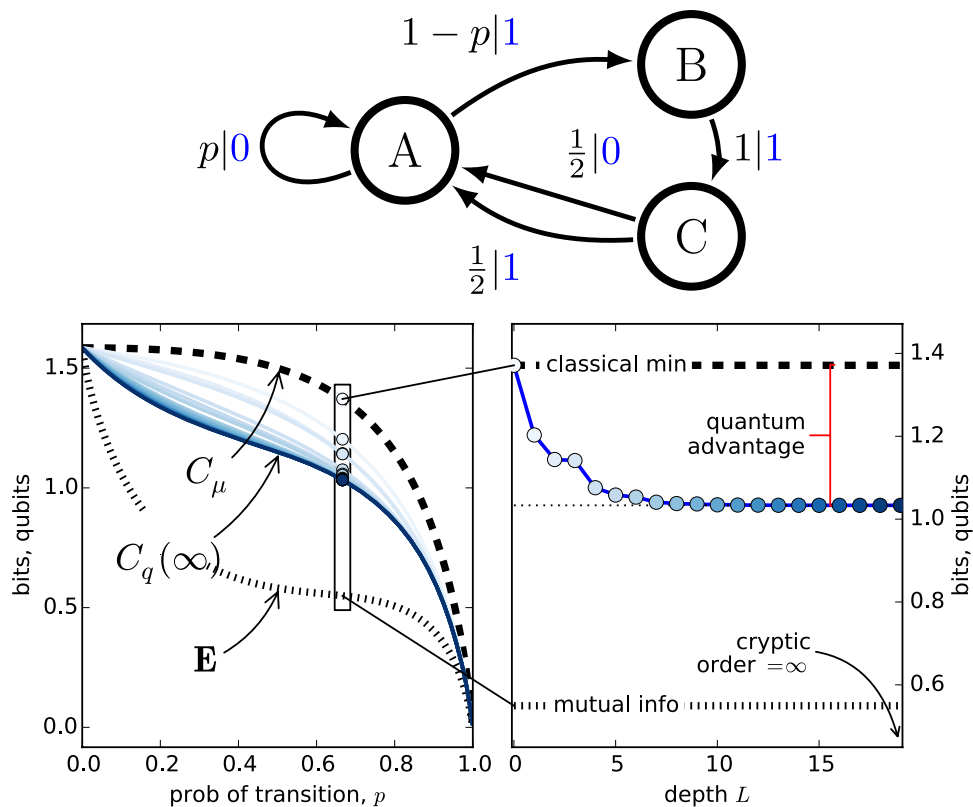 1 − p|1
B
p|0
A
½|0
1|1
C
½|1
1.5
1.0
0.5
0.0
bits, qubits
C_μ
C_q(∞)
E
0.0 0.2 0.4 0.6 0.8 1.0
prob of transition, p
classical min
quantum
advantage
cryptic
order =∞
mutual info
1.4
1.2
1.0
0.8
0.6
bits, qubits
0 5 10 15
depth L